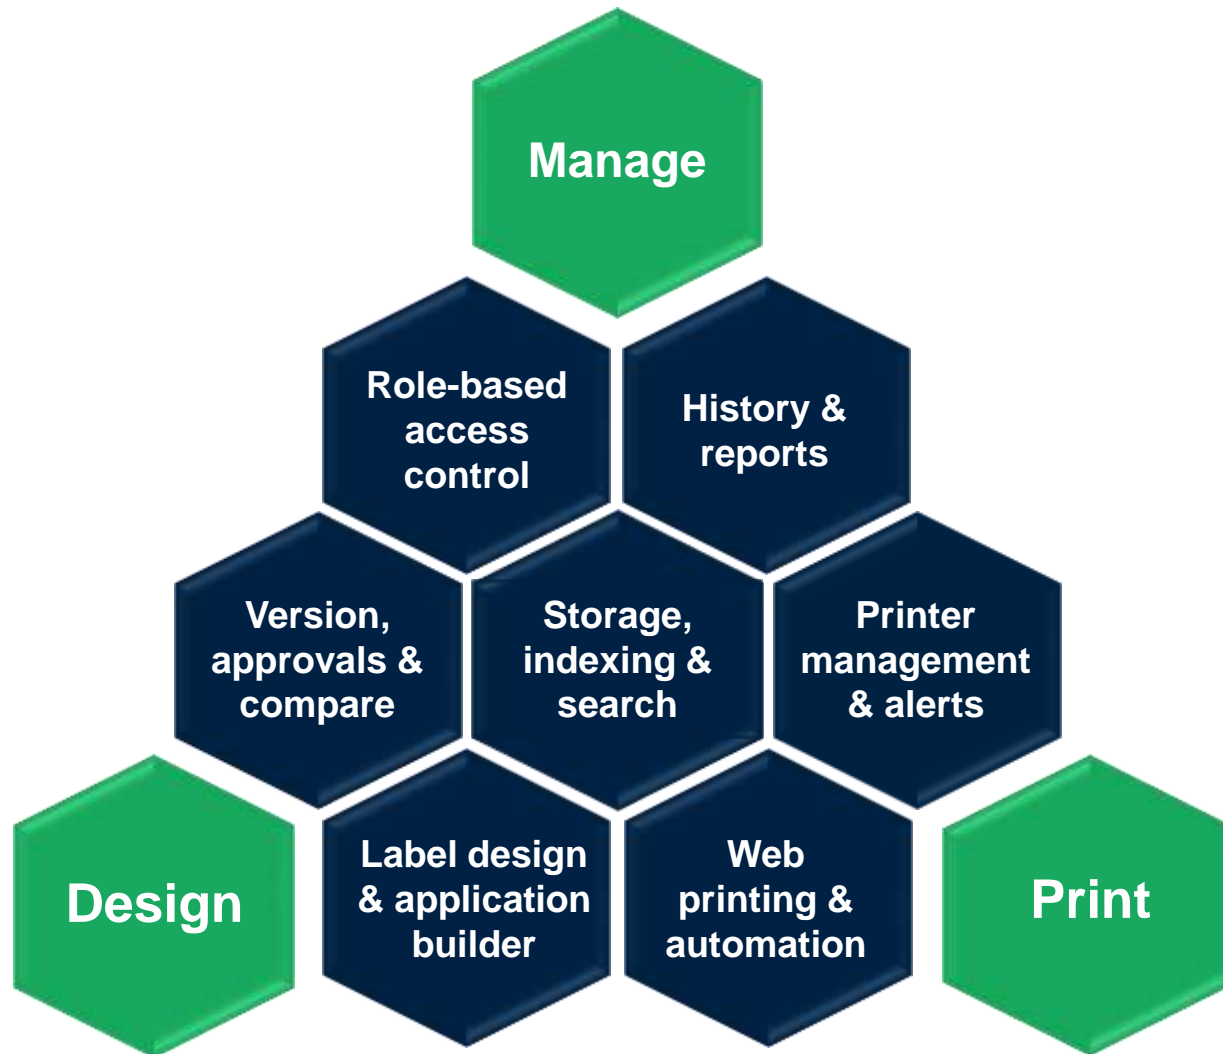 Manage
Role-based
access
control
History &
reports
Version,
approvals &
compare
Storage,
indexing &
search
Printer
management
& alerts
Design
Label design
& application
builder
Web
printing &
automation
Print